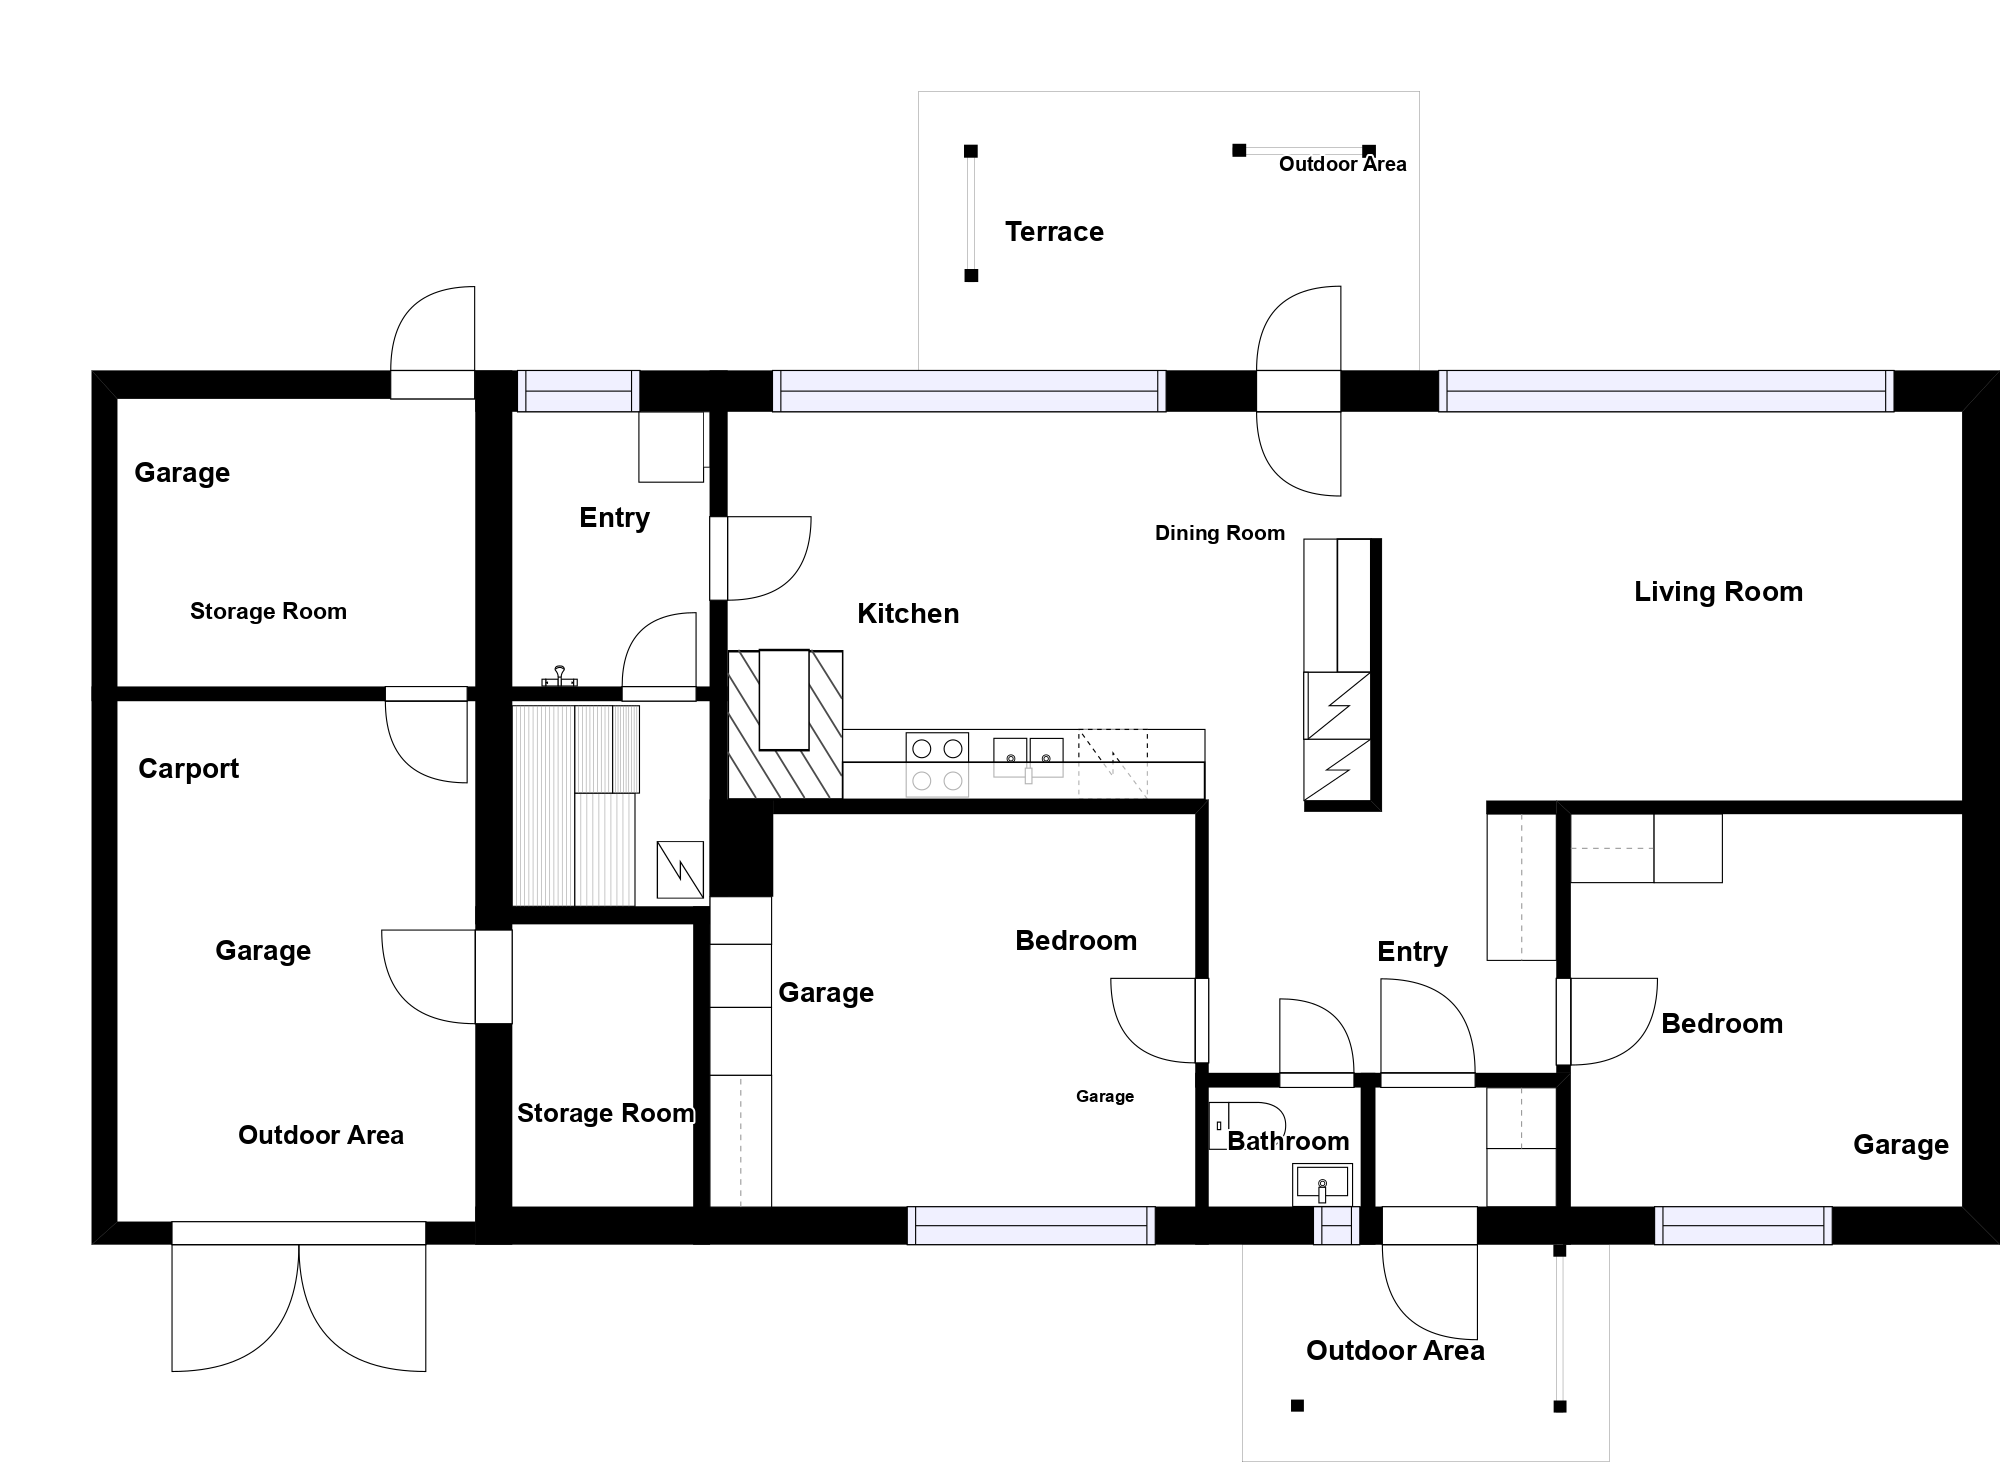 Outdoor Area
Terrace
Garage
Entry
Dining Room
Living Room
Storage Room
Kitchen
Carport
Garage
Bedroom
Entry
Garage
Bedroom
Garage
Storage Room
Outdoor Area
Bathroom
Garage
Outdoor Area